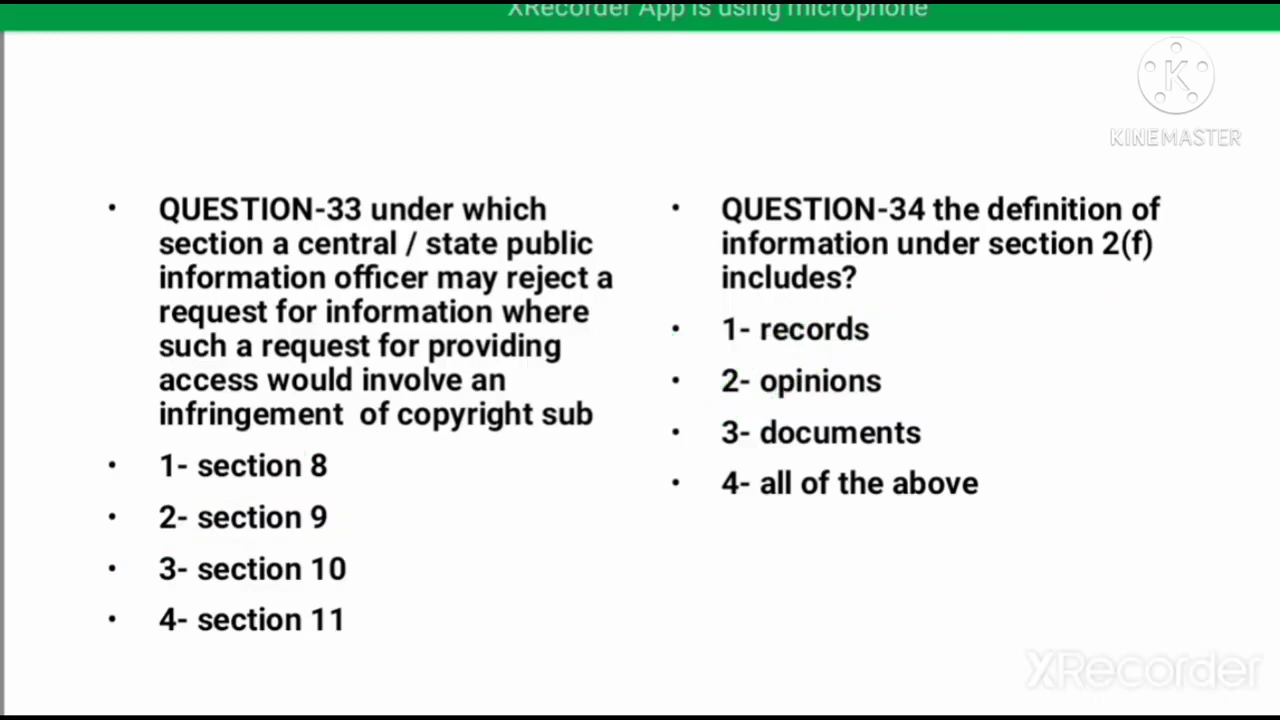 XRecorder App is using microphone
K
KINEMASTER
• QUESTION-33 under which
section a central / state public
information officer may reject a
request for information where
such a request for providing
access would involve an
infringement of copyright sub
• 1- section 8
• 2- section 9
• 3- section 10
• 4- section 11
• QUESTION-34 the definition of
information under section 2(f)
includes?
• 1- records
• 2- opinions
• 3- documents
• 4- all of the above
XRecorder